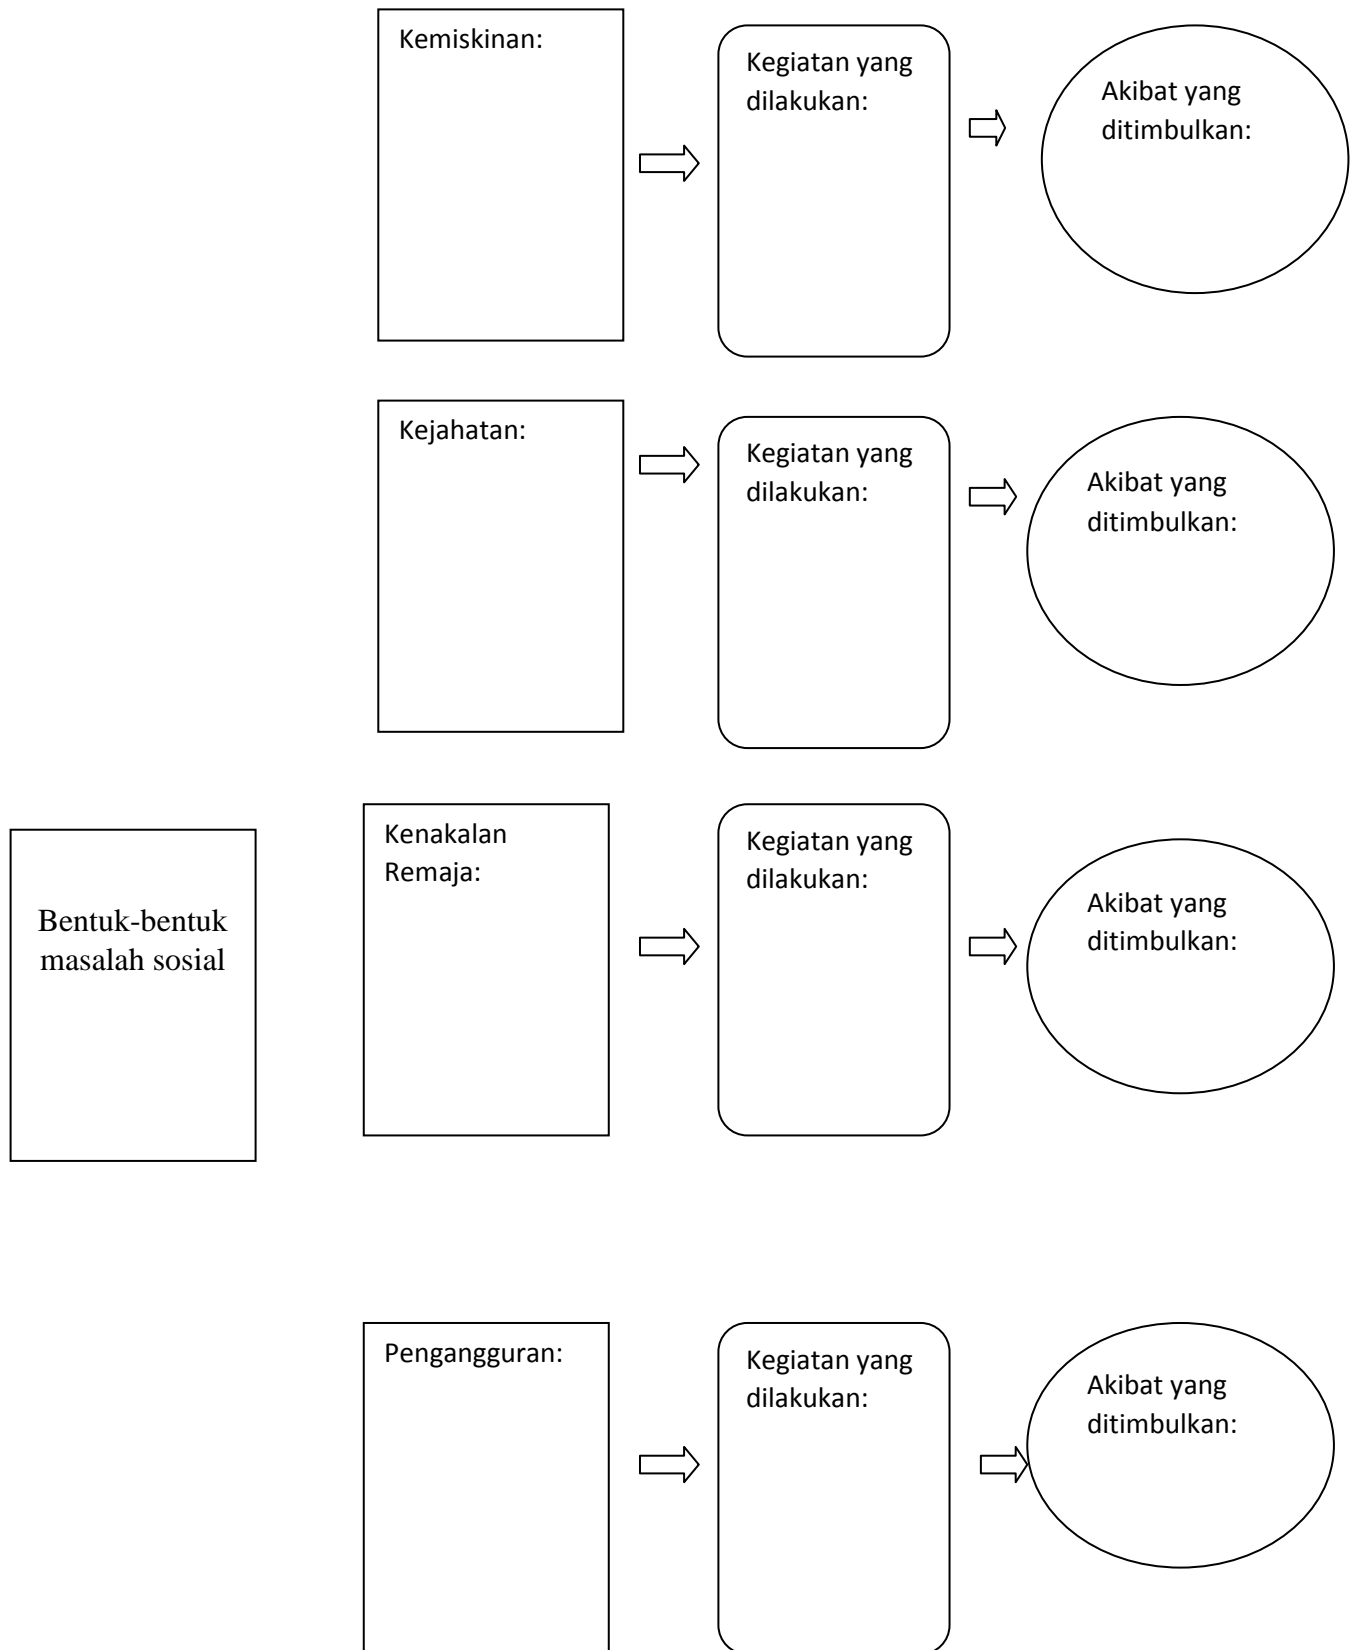 Kemiskinan:
Kegiatan yang
dilakukan:
Akibat yang
ditimbulkan:
Kejahatan:
Kegiatan yang
dilakukan:
Akibat yang
ditimbulkan:
Bentuk-bentuk
masalah sosial
Kenakalan
Remaja:
Kegiatan yang
dilakukan:
Akibat yang
ditimbulkan:
Pengangguran:
Kegiatan yang
dilakukan:
Akibat yang
ditimbulkan: